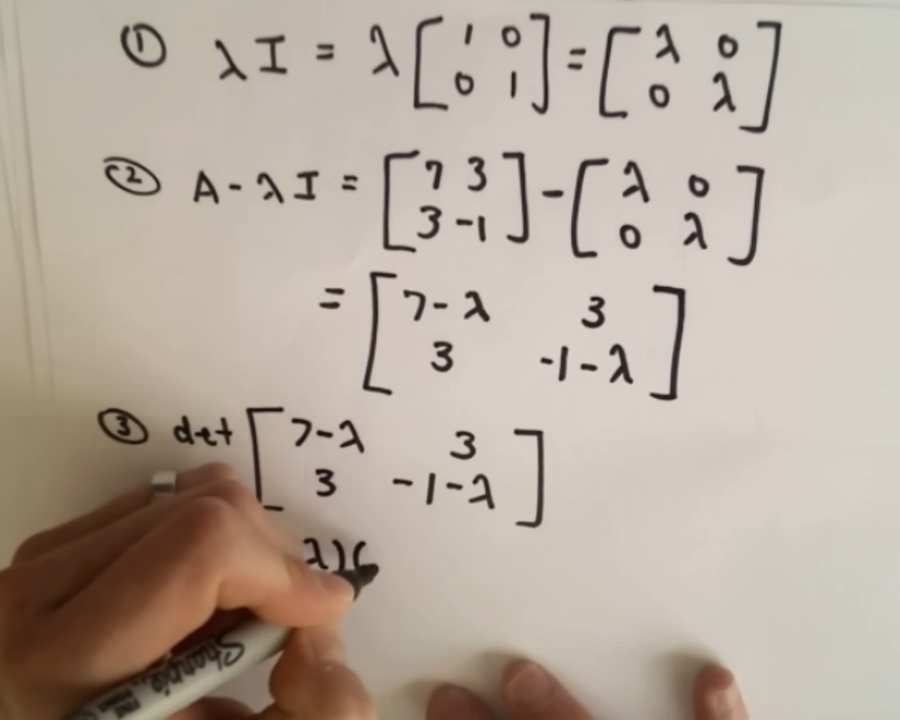 ① λI = λ[1 0 0 1] = [λ 0 0 λ]
② A - λI = [7 3 3 -1] - [λ 0 0 λ]
= [7-λ 3 3 -1-λ]
③ det [7-λ 3 3 -1-λ]
λ)(
Sharpie